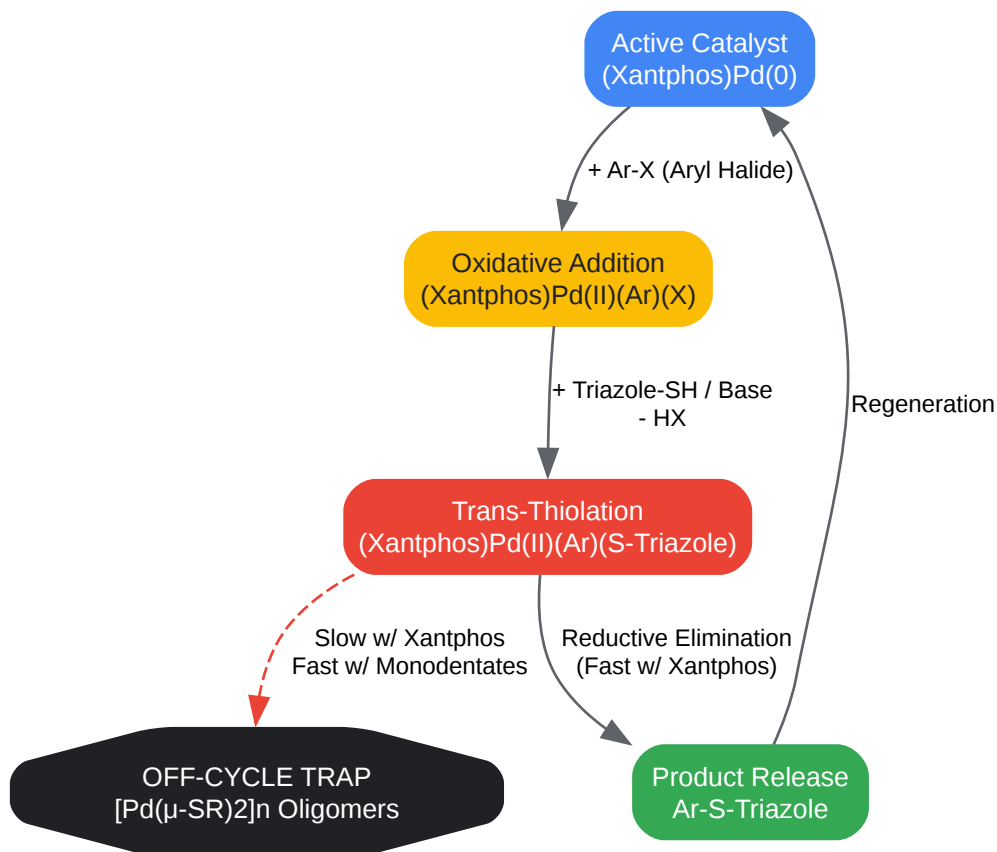 Active Catalyst
(Xantphos)Pd(0)
+ Ar-X (Aryl Halide)
Oxidative Addition
(Xantphos)Pd(II)(Ar)(X)
+ Triazole-SH / Base
- HX
Regeneration
Trans-Thiolation
(Xantphos)Pd(II)(Ar)(S-Triazole)
Slow w/ Xantphos
Fast w/ Monodentates
Reductive Elimination
(Fast w/ Xantphos)
OFF-CYCLE TRAP
[Pd(μ-SR)2]n Oligomers
Product Release
Ar-S-Triazole